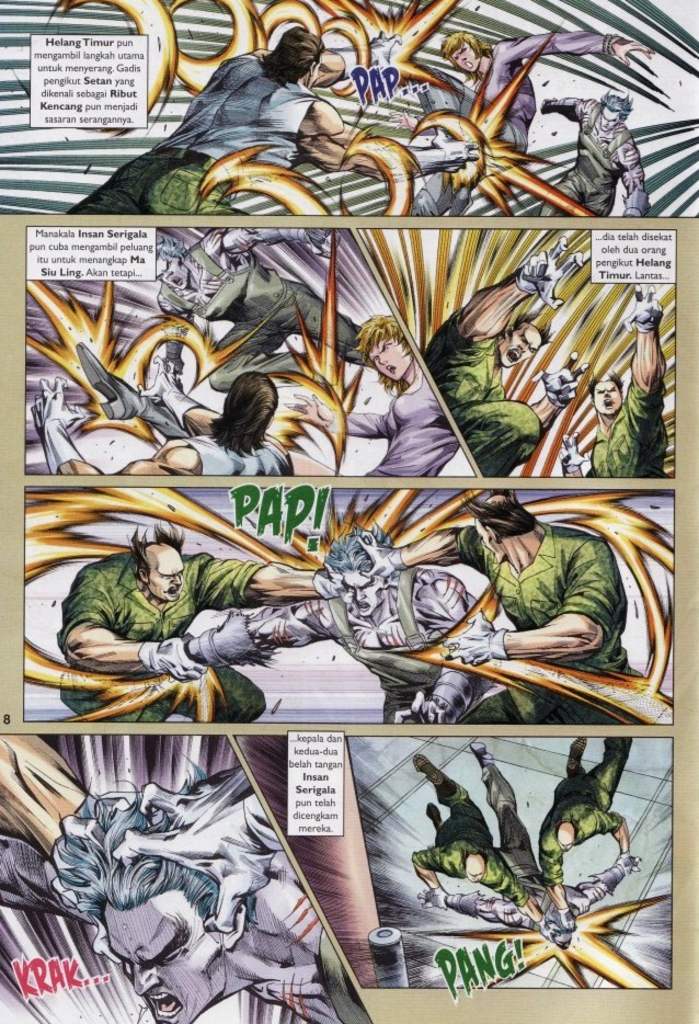 Helang Timur pun
mengambil langkah utama
untuk menyerang. Gadis
pengikut Setan yang
dikenali sebagai Ribut
Kencang pun menjadi
sasaran serangannya.
PAP...
Manakala Insan Serigala
pun cuba mengambil peluang
itu untuk menangkap Ma
Siu Ling. Akan tetapi...
...dia telah disekat
oleh dua orang
pengikut Helang
Timur. Lantas...
PAP!
8
...kepala dan
kedua-dua
belah tangan
Insan
Serigala
pun telah
dicengkam
mereka.
KRAK...
PANG!